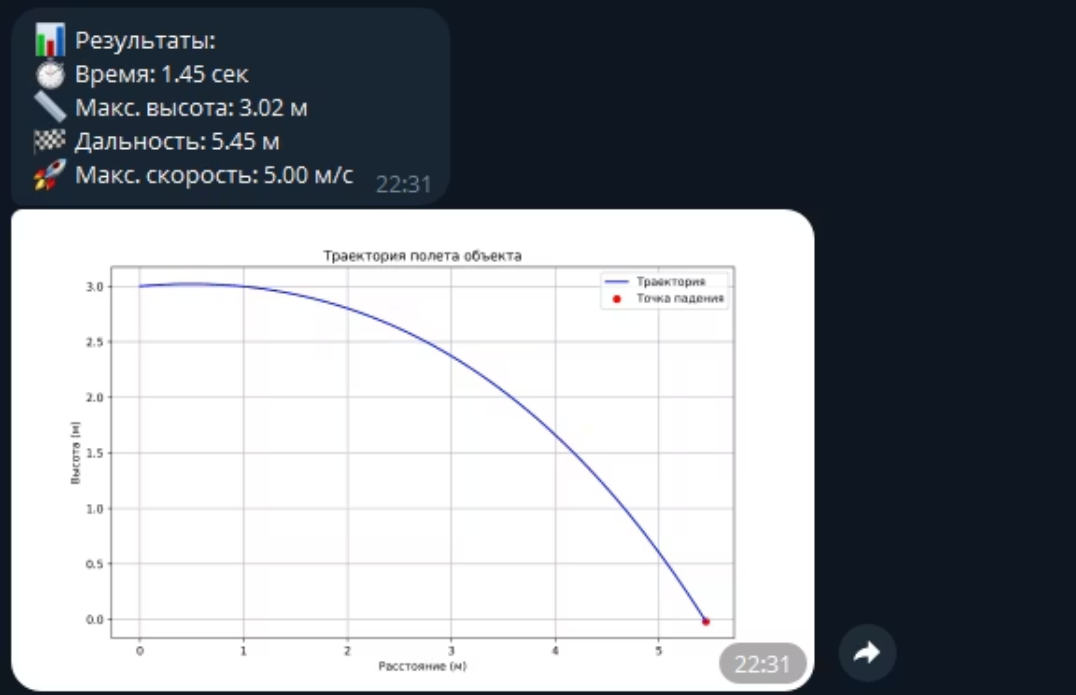 Результаты:
Время: 1.45 сек
Макс. высота: 3.02 м
Дальность: 5.45 м
Макс. скорость: 5.00 м/с
22:31
Траектория полета объекта
Траектория
Точка падения
3.0
2.5
2.0
1.5
1.0
0.5
0.0
Высота (м)
0 1 2 3 4 5
Расстояние (м)
22:31